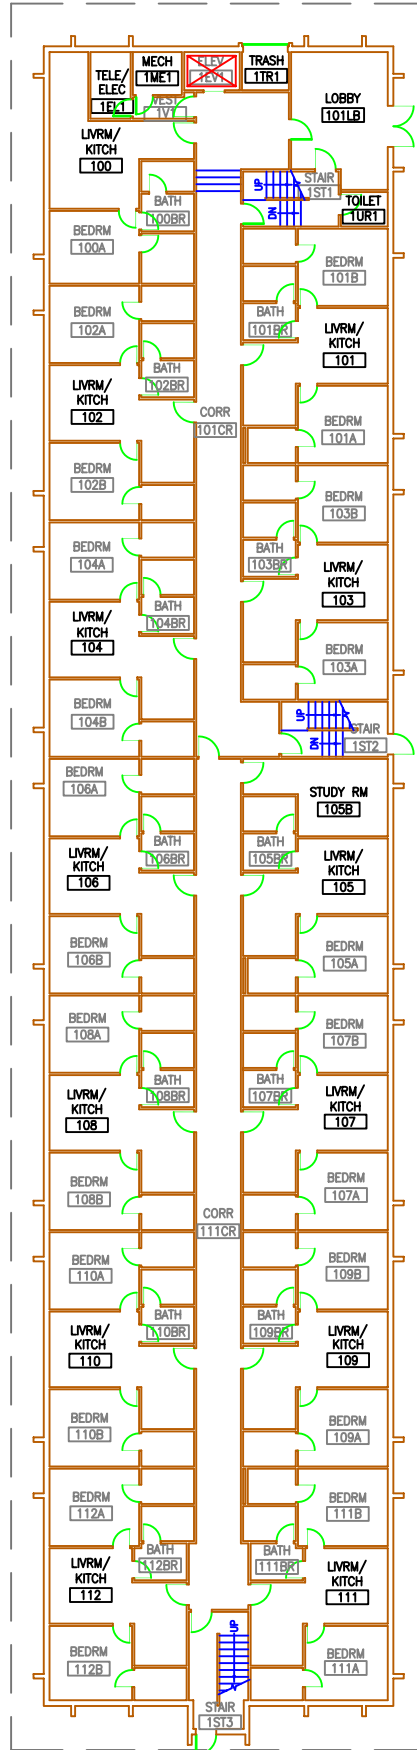 ELEV
1EV1
TRASH
1TR1
MECH
1ME1
TELE/
ELEC
1EL1
VEST
1V1
LOBBY
101LB
LIVRM/
KITCH
100
UP
STAIR
1ST1
DN
TOILET
1UR1
BATH
100BR
BEDRM
100A
BEDRM
101B
BEDRM
102A
BATH
101BR
LIVRM/
KITCH
101
BATH
102BR
LIVRM/
KITCH
102
CORR
101CR
BEDRM
101A
BEDRM
102B
BEDRM
103B
BEDRM
104A
BATH
103BR
LIVRM/
KITCH
103
BATH
104BR
LIVRM/
KITCH
104
BEDRM
103A
BEDRM
104B
UP
STAIR
1ST2
DN
BEDRM
106A
STUDY RM
105B
BATH
106BR
BATH
105BR
LIVRM/
KITCH
106
LIVRM/
KITCH
105
BEDRM
106B
BEDRM
105A
BEDRM
108A
BEDRM
107B
BATH
108BR
BATH
107BR
LIVRM/
KITCH
108
LIVRM/
KITCH
107
BEDRM
108B
BEDRM
107A
CORR
111CR
BEDRM
110A
BEDRM
109B
BATH
110BR
BATH
109BR
LIVRM/
KITCH
110
LIVRM/
KITCH
109
BEDRM
110B
BEDRM
109A
BEDRM
112A
BEDRM
111B
BATH
112BR
BATH
111BR
LIVRM/
KITCH
112
LIVRM/
KITCH
111
UP
BEDRM
112B
BEDRM
111A
STAIR
1ST3